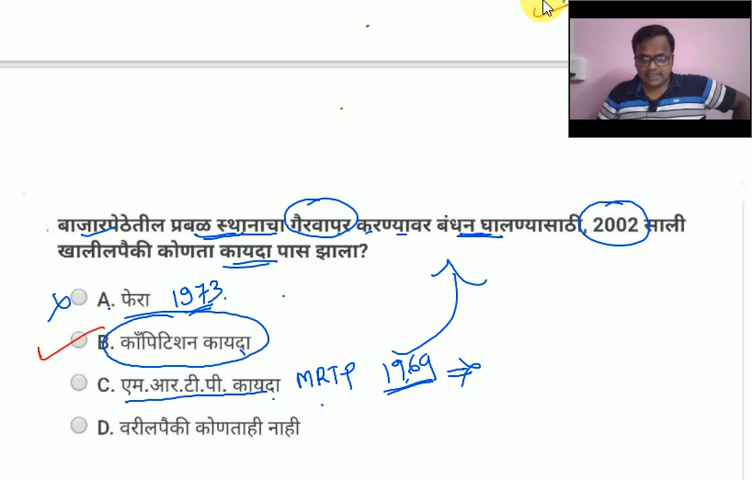 बाजारपेठेतील प्रबळ स्थानाचा गैरवापर करण्यावर बंधन घालण्यासाठी, 2002 साली
खालीलपैकी कोणता कायदा पास झाला?
A. फेरा 1973.
B. कॉंपिटिशन कायदा
C. एम.आर.टी.पी. कायदा MRTP 1969
D. वरीलपैकी कोणताही नाही